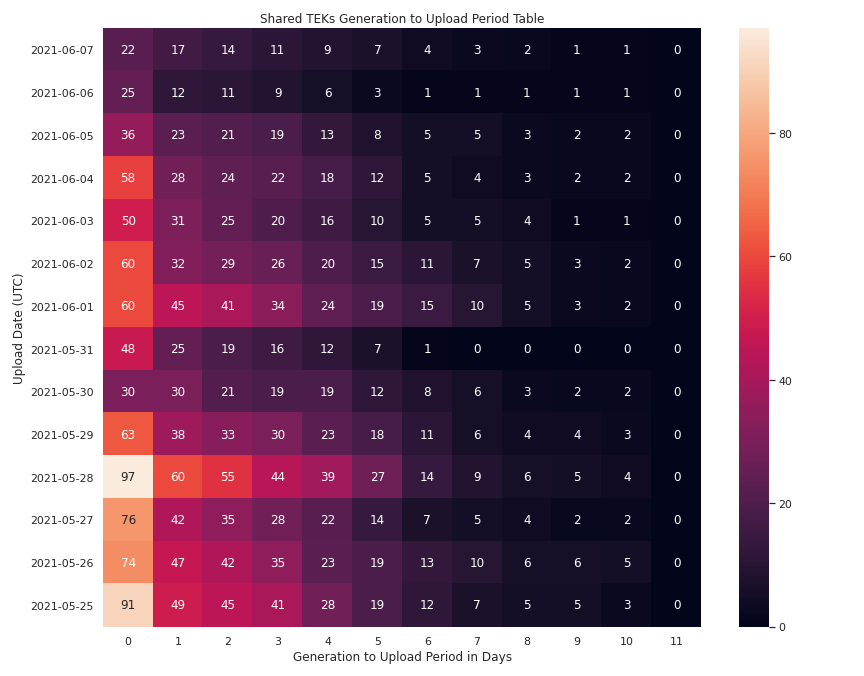 Shared TEKs Generation to Upload Period Table
Upload Date (UTC)
2021-06-07 22 17 14 11 9 7 4 3 2 1 1 0
2021-06-06 25 12 11 9 6 3 1 1 1 1 1 0
2021-06-05 36 23 21 19 13 8 5 5 3 2 2 0
2021-06-04 58 28 24 22 18 12 5 4 3 2 2 0
2021-06-03 50 31 25 20 16 10 5 5 4 1 1 0
2021-06-02 60 32 29 26 20 15 11 7 5 3 2 0
2021-06-01 60 45 41 34 24 19 15 10 5 3 2 0
2021-05-31 48 25 19 16 12 7 1 0 0 0 0 0
2021-05-30 30 30 21 19 19 12 8 6 3 2 2 0
2021-05-29 63 38 33 30 23 18 11 6 4 4 3 0
2021-05-28 97 60 55 44 39 27 14 9 6 5 4 0
2021-05-27 76 42 35 28 22 14 7 5 4 2 2 0
2021-05-26 74 47 42 35 23 19 13 10 6 6 5 0
2021-05-25 91 49 45 41 28 19 12 7 5 5 3 0
0 1 2 3 4 5 6 7 8 9 10 11
Generation to Upload Period in Days
80
60
40
20
0